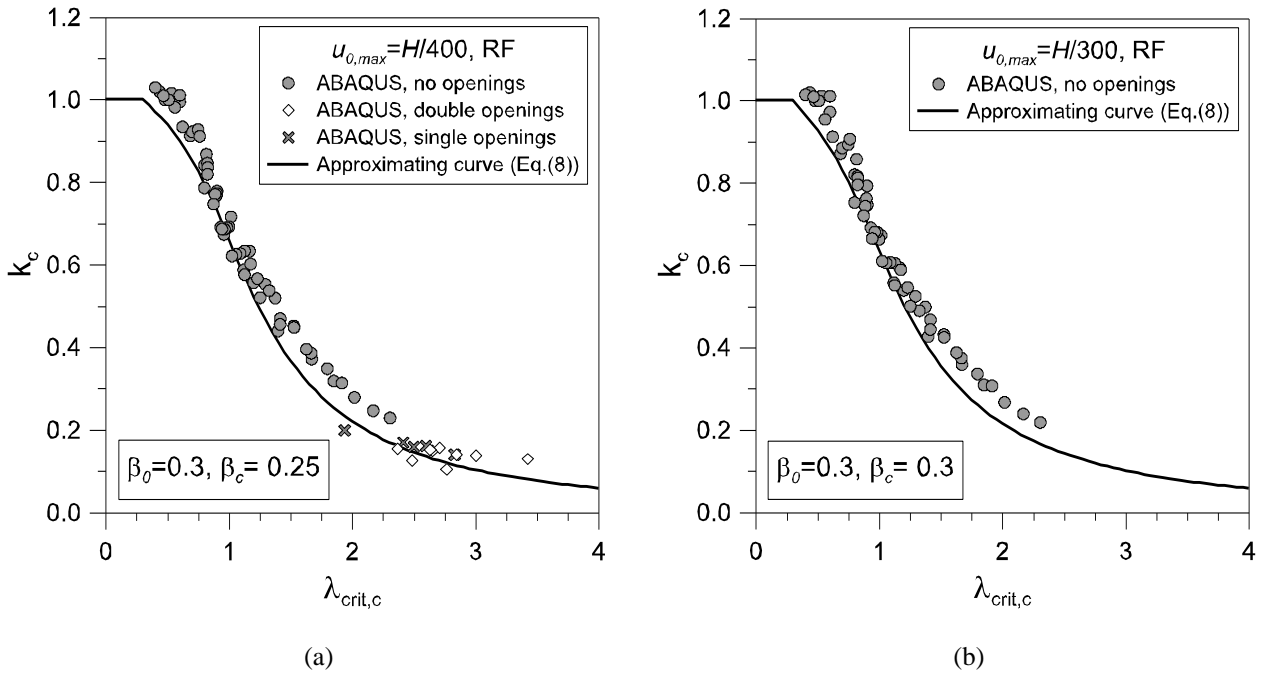 1.2
1.0
0.8
0.6
0.4
0.2
0.0
k_c
0
1
2
3
4
λ_crit,c
u_0,max=H/400, RF
ABAQUS, no openings
ABAQUS, double openings
ABAQUS, single openings
Approximating curve (Eq.(8))
β_0=0.3, β_c= 0.25
(a)
1.2
1.0
0.8
0.6
0.4
0.2
0.0
k_c
0
1
2
3
4
λ_crit,c
u_0,max=H/300, RF
ABAQUS, no openings
Approximating curve (Eq.(8))
β_0=0.3, β_c= 0.3
(b)